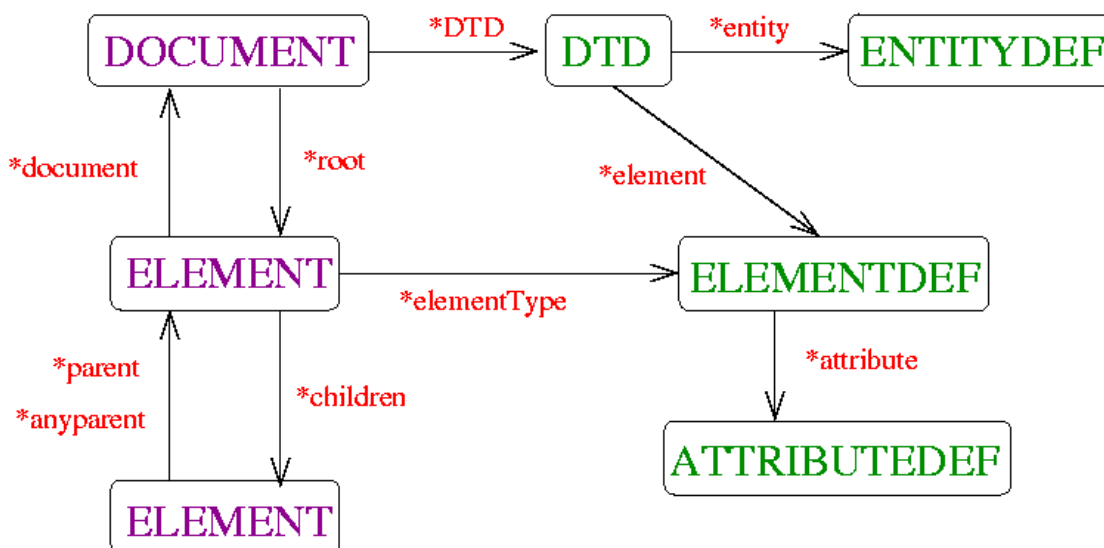 *DTD
*entity
DOCUMENT
DTD
ENTITYDEF
*document
*root
*element
ELEMENT
ELEMENTDEF
*elementType
*parent
*attribute
*children
*anyparent
ATTRIBUTEDEF
ELEMENT